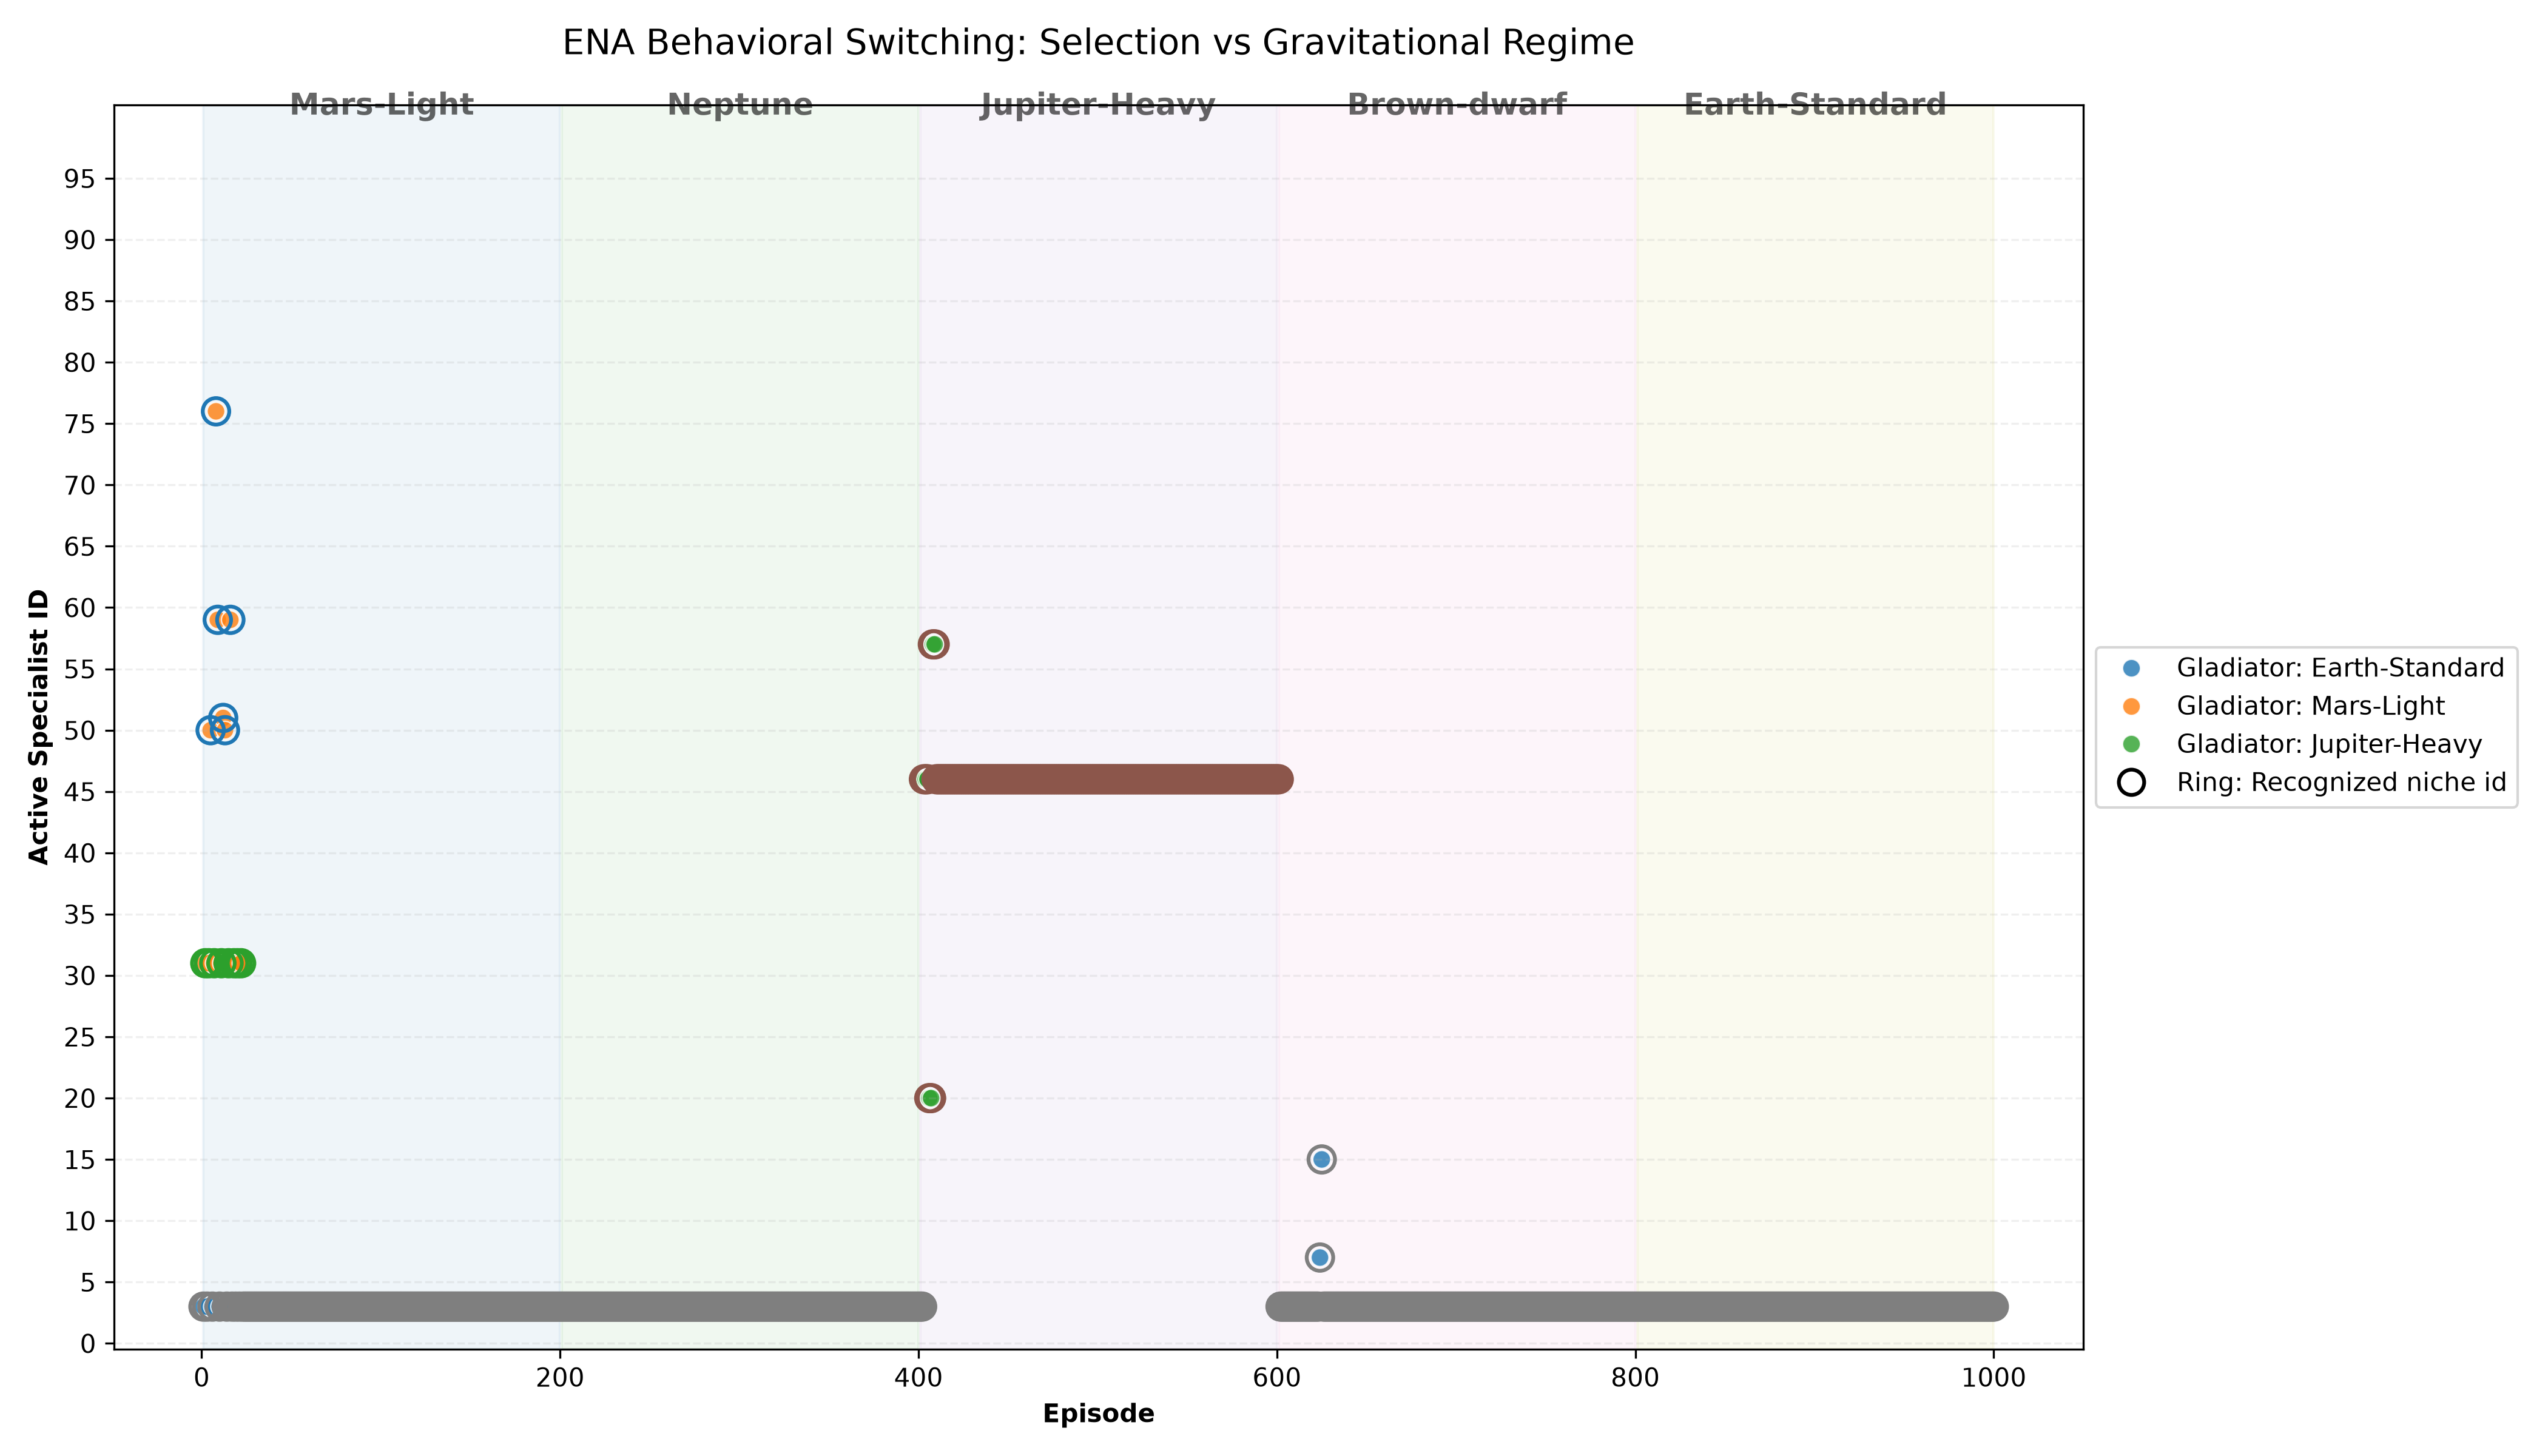 ENA Behavioral Switching: Selection vs Gravitational Regime
Mars-Light
Neptune
Jupiter-Heavy
Brown-dwarf
Earth-Standard
95
90
85
80
75
70
65
60
55
50
45
40
35
30
25
20
15
10
5
0
Active Specialist ID
0
200
400
600
800
1000
Episode
Gladiator: Earth-Standard
Gladiator: Mars-Light
Gladiator: Jupiter-Heavy
Ring: Recognized niche id